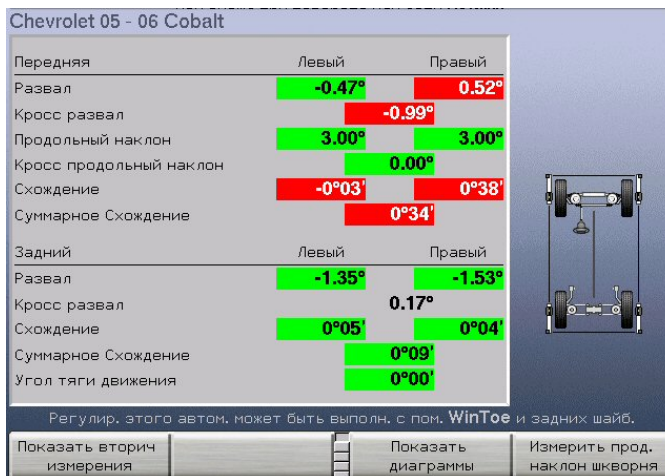 Chevrolet 05 - 06 Cobalt
Передняя Левый Правый
Развал -0.47° 0.52°
Кросс развал -0.99°
Продольный наклон 3.00° 3.00°
Кросс продольный наклон 0.00°
Схождение -0°03' 0°38'
Суммарное Схождение 0°34'
Задний Левый Правый
Развал -1.35° -1.53°
Кросс развал 0.17°
Схождение 0°05' 0°04'
Суммарное Схождение 0°09'
Угол тяги движения 0°00'
Регулир. этого автом. может быть выполн. с пом. WinToe и задних шайб.
Показать вторич измерения
Показать диаграммы
Измерить прод. наклон шкворня